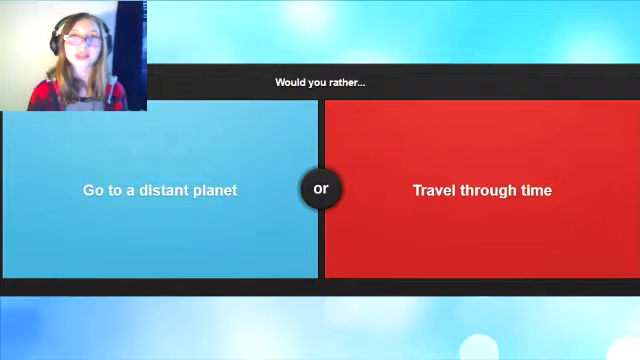 Would you rather...
Go to a distant planet
or
Travel through time